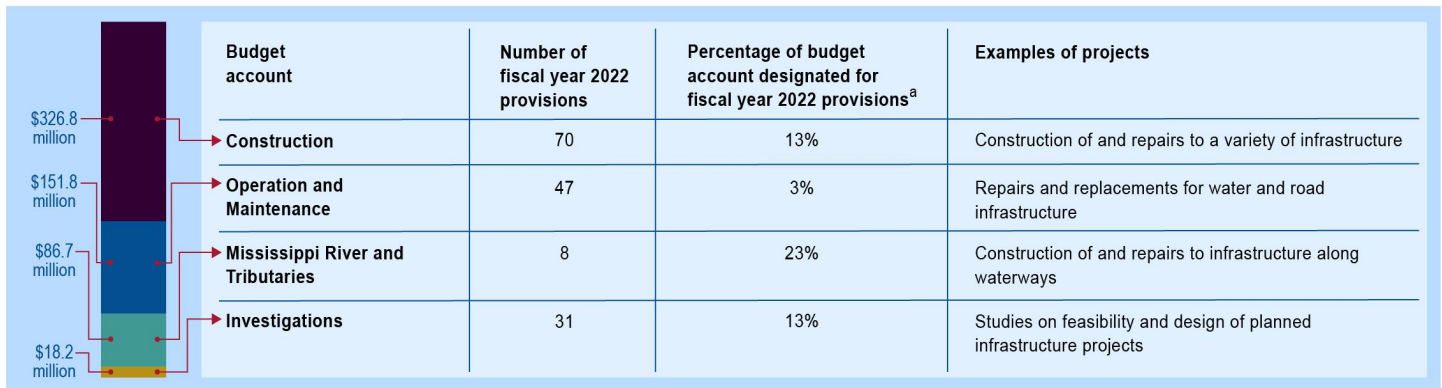 Budget
account
Number of
fiscal year 2022
provisions
Percentage of budget
account designated for
fiscal year 2022 provisionsa
Examples of projects
$326.8
million
Construction
70
13%
Construction of and repairs to a variety of infrastructure
$151.8
million
Operation and
Maintenance
47
3%
Repairs and replacements for water and road
infrastructure
$86.7
million
Mississippi River and
Tributaries
8
23%
Construction of and repairs to infrastructure along
waterways
$18.2
million
Investigations
31
13%
Studies on feasibility and design of planned
infrastructure projects